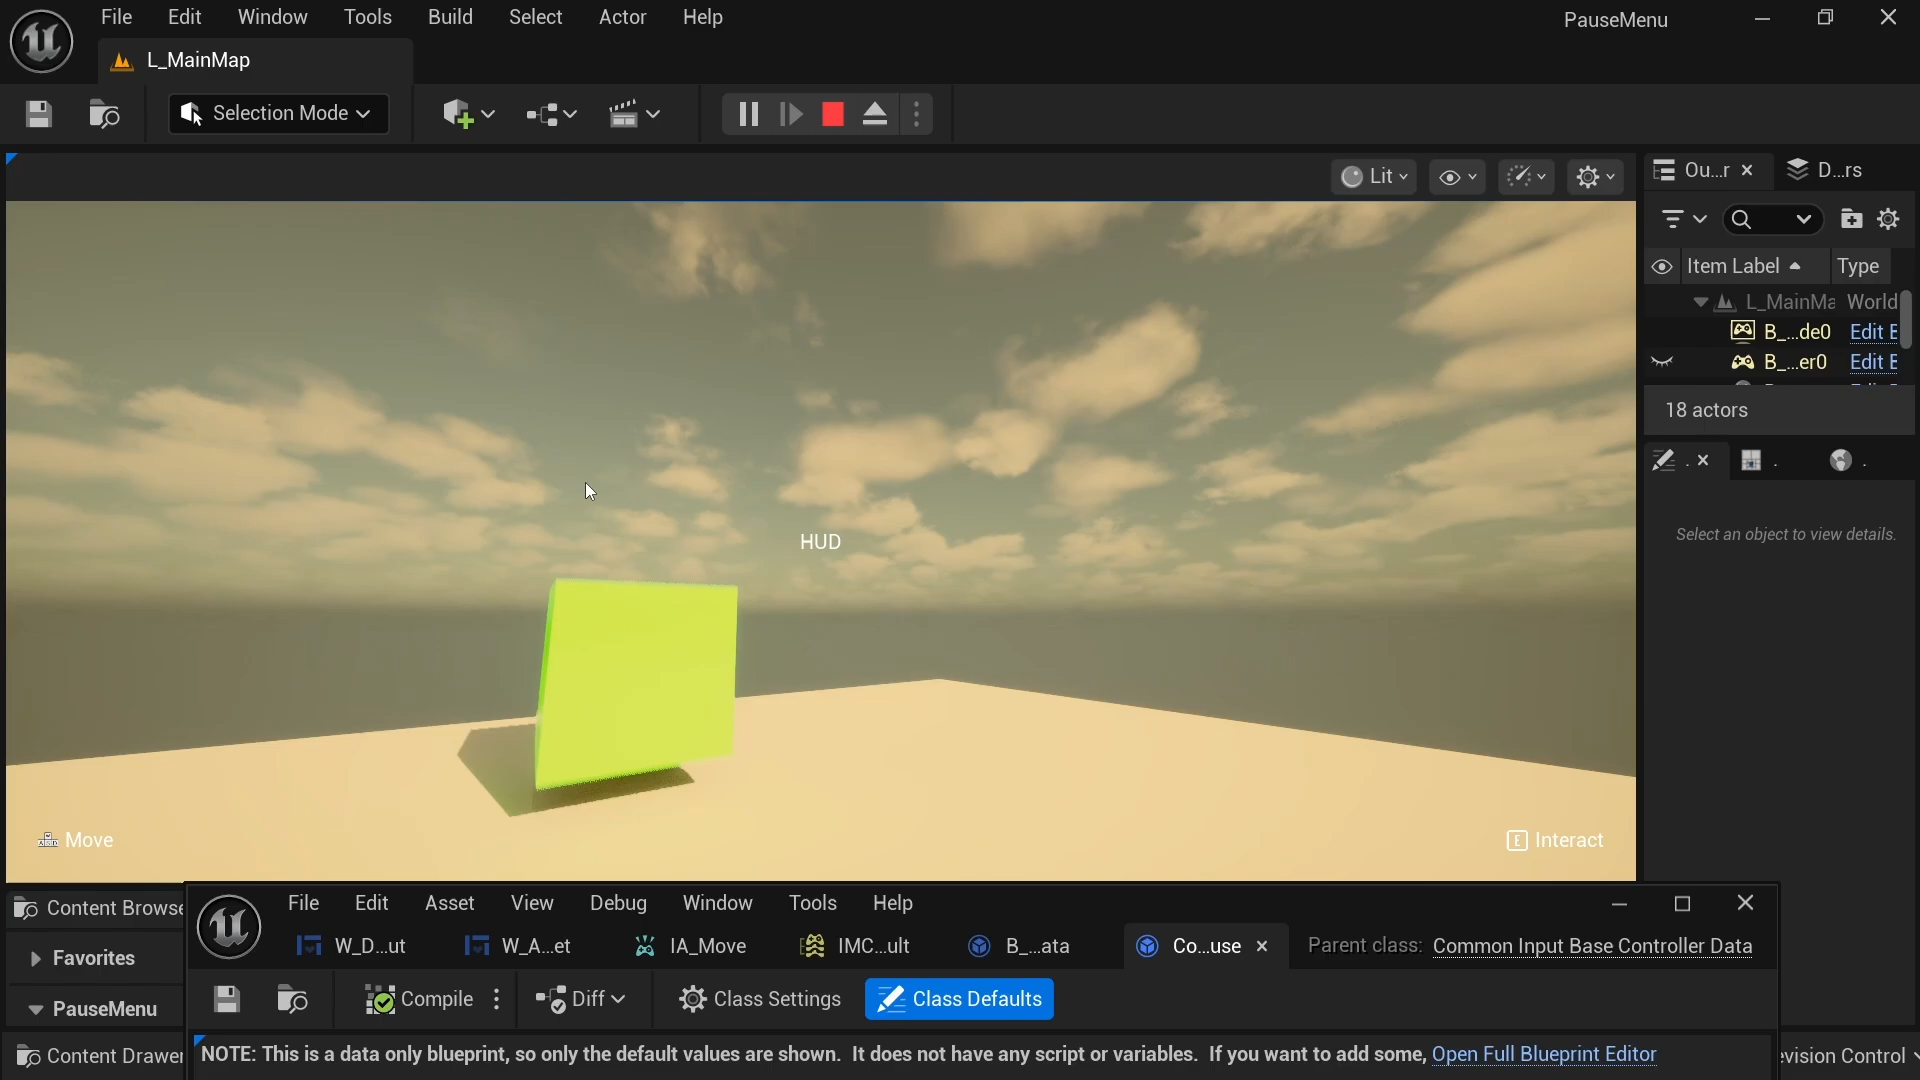 File Edit Window Tools Build Select Actor Help PauseMenu
L_MainMap
Selection Mode
Lit
Ou...r D...rs
Item Label Type
L_MainMa World
B_...de0 Edit E
B_...er0 Edit E
18 actors
Select an object to view details.
HUD
Move
E Interact
Content Browse
Favorites
PauseMenu
Content Drawer
File Edit Asset View Debug Window Tools Help
W_D...ut W_A...et IA_Move IMC...ult B_...ata Co...use Parent class: Common Input Base Controller Data
Compile Diff Class Settings Class Defaults
NOTE: This is a data only blueprint, so only the default values are shown. It does not have any script or variables. If you want to add some, Open Full Blueprint Editor
evision Control